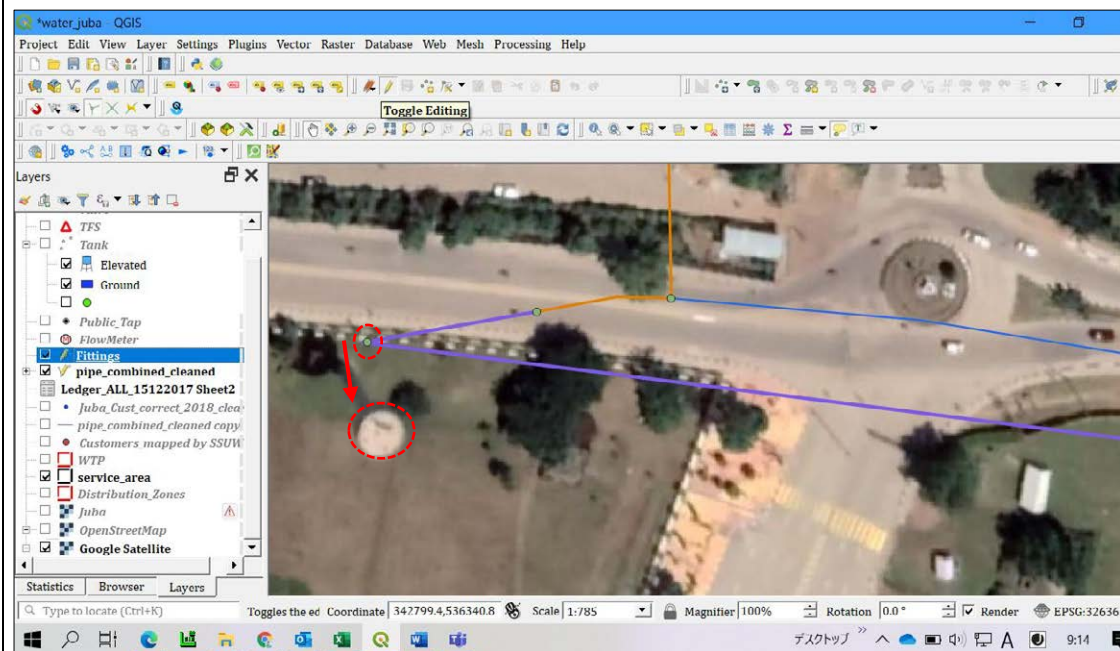 *water_juba - QGIS
Project Edit View Layer Settings Plugins Vector Raster Database Web Mesh Processing Help
Toggle Editing
Layers
TFS
Tank
Elevated
Ground
Public_Tap
FlowMeter
Fittings
pipe_combined_cleaned
Ledger_ALL_15122017 Sheet2
Juba_Cust_correct_2018_clea
pipe_combined_cleaned copy
Customers_mapped by SSUW
WTP
service_area
Distribution_Zones
Juba
OpenStreetMap
Google Satellite
Statistics Browser Layers
Type to locate (Ctrl+K) Toggles the ed Coordinate 347799.4,536340.8 Scale 1:785 Magnifier 100% Rotation 0.0 ° Render EPSG:32636
デスクトップ A 9:14